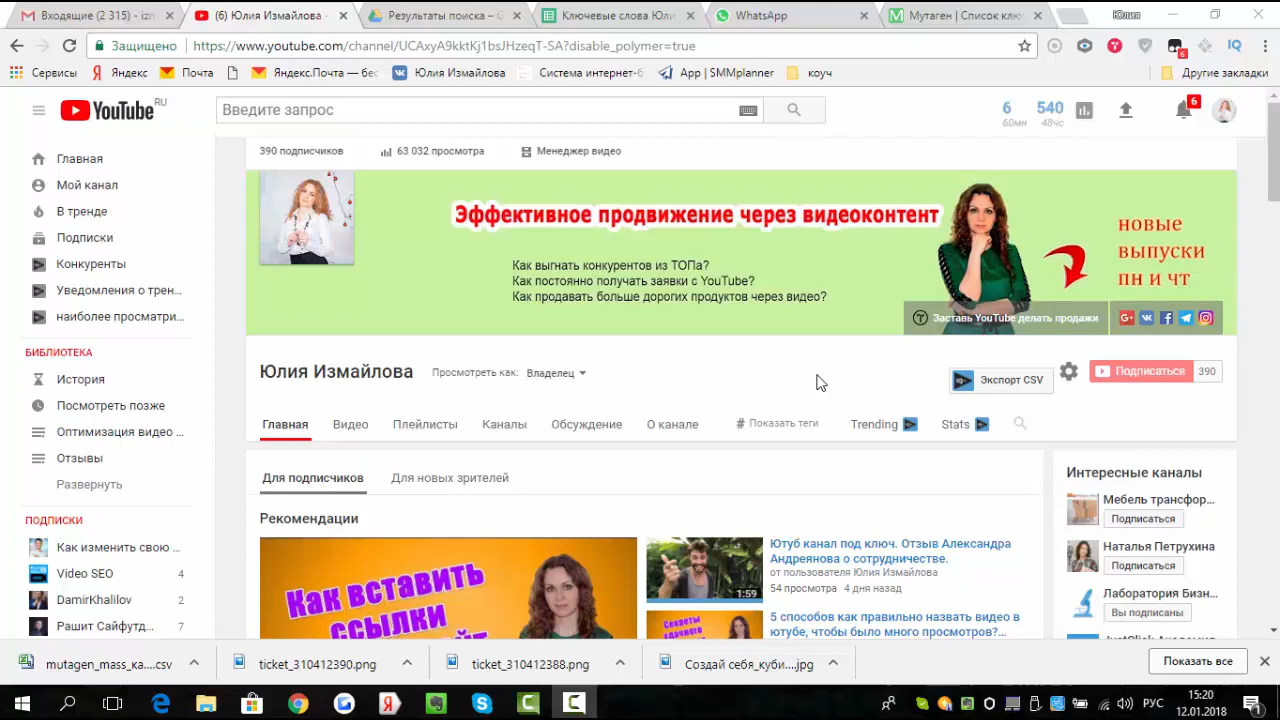 Входящие (2 315) - izm
(6) Юлия Измайлова -
Результаты поиска – G
Ключевые слова Юли
WhatsApp
Мутаген | Список клю
Юлия
Защищено
https://www.youtube.com/channel/UCAxyA9kktKj1bsJHzeqT-SA?disable_polymer=true
6
Сервисы
Яндекс
Почта
Яндекс.Почта — бес
Юлия Измайлова
Система интернет-б
App | SMMplanner
коуч
Другие закладки
YouTube RU
Введите запрос
6
60мн
540
48чс
6
390 подписчиков
63 032 просмотра
Менеджер видео
Главная
Мой канал
В тренде
Подписки
Конкуренты
Уведомления о трен...
наиболее просматри...
БИБЛИОТЕКА
История
Посмотреть позже
Оптимизация видео ...
Отзывы
Развернуть
ПОДПИСКИ
Как изменить свою ...
Video SEO 4
DamirKhalilov 2
Рашит Сайфутд... 7
Эффективное продвижение через видеоконтент
Как выгнать конкурентов из ТОПа?
Как постоянно получать заявки с YouTube?
Как продавать больше дорогих продуктов через видео?
новые
выпуски
пн и чт
Заставь YouTube делать продажи
Юлия Измайлова
Просмотреть как:
Владелец
Экспорт CSV
Подписаться
390
Главная
Видео
Плейлисты
Каналы
Обсуждение
О канале
# Показать теги
Trending
Stats
Для подписчиков
Для новых зрителей
Рекомендации
Как вставить
ссылки
1:59
Ютуб канал под ключ. Отзыв Александра
Андреянова о сотрудничестве.
от пользователя Юлия Измайлова
54 просмотра 4 дня назад
Секреты
5 способов как правильно назвать видео в
ютубе, чтобы было много просмотров?...
Интересные каналы
Мебель трансфор...
Подписаться
Наталья Петрухина
Подписаться
Лаборатория Бизн...
Вы подписаны
mutagen_mass_ka....csv
ticket_310412390.png
ticket_310412388.png
Создай себя_куби....jpg
Показать все
РУС
15:20
12.01.2018
1